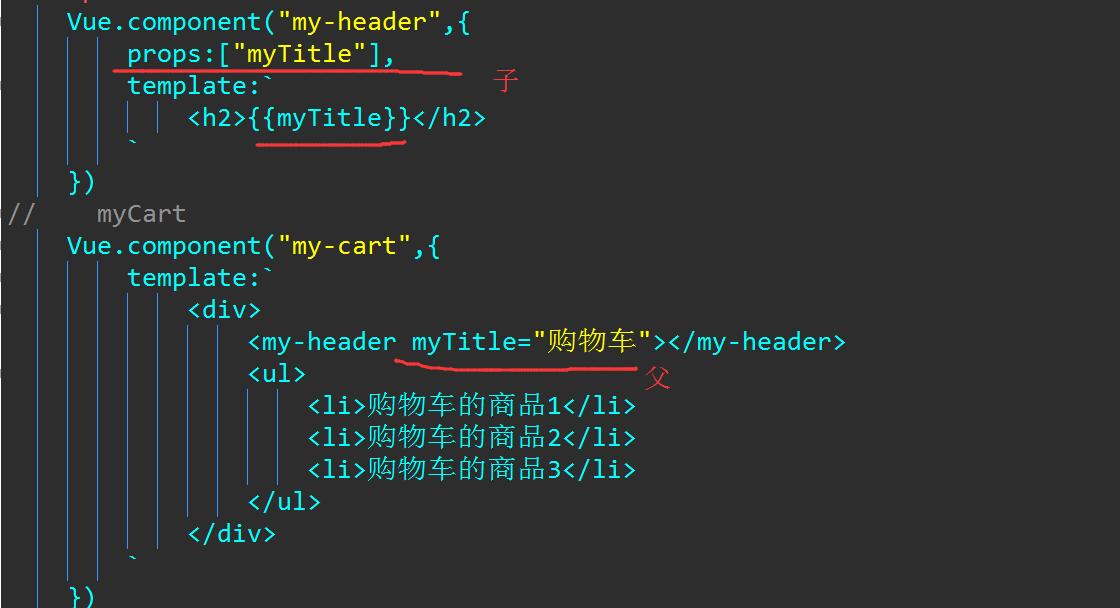 Vue.component("my-header",{
props:["myTitle"],
子
template:`
<h2>{{myTitle}}</h2>
`
})
// myCart
Vue.component("my-cart",{
template:`
<div>
<my-header myTitle="购物车"></my-header>
父
<ul>
<li>购物车的商品1</li>
<li>购物车的商品2</li>
<li>购物车的商品3</li>
</ul>
</div>
`
})